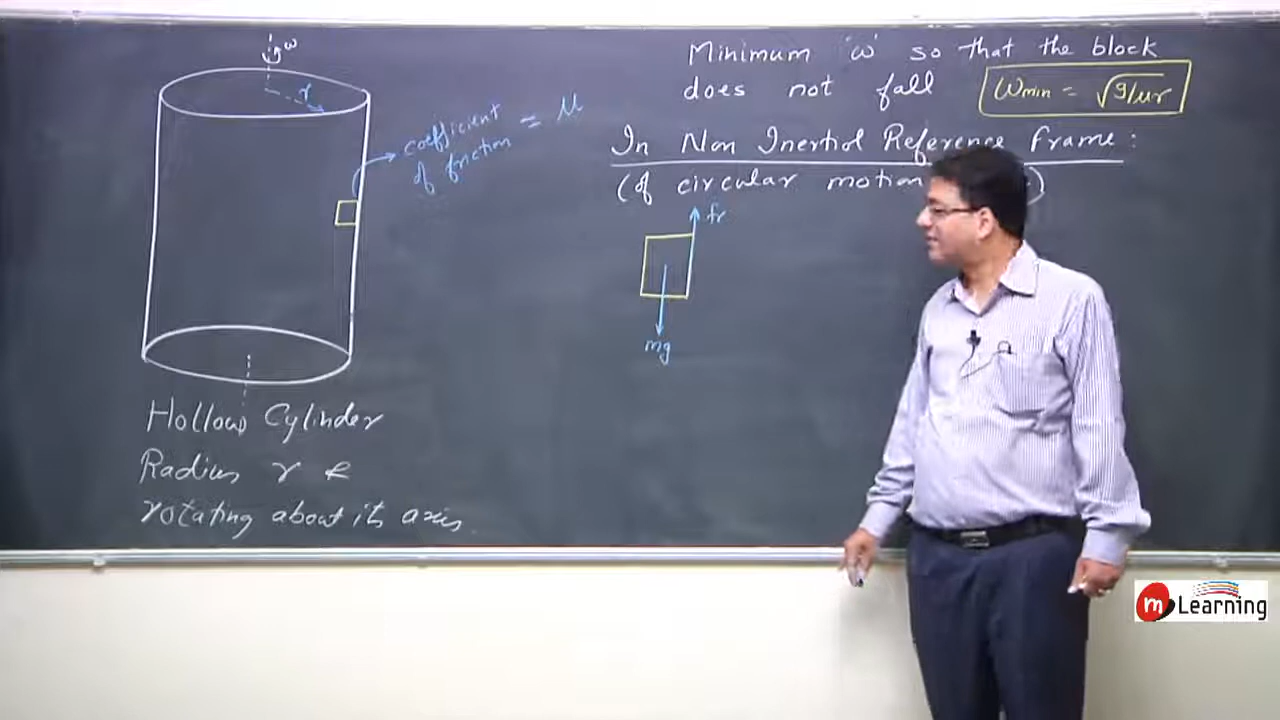 ω
r
coefficient = μ
of friction
Hollow Cylinder
Radius r &
rotating about its axis
Minimum 'ω' so that the block
does not fall ωmin = √g/μr
In Non Inertial Reference Frame :
(of circular motion )
fr
mg
m Learning